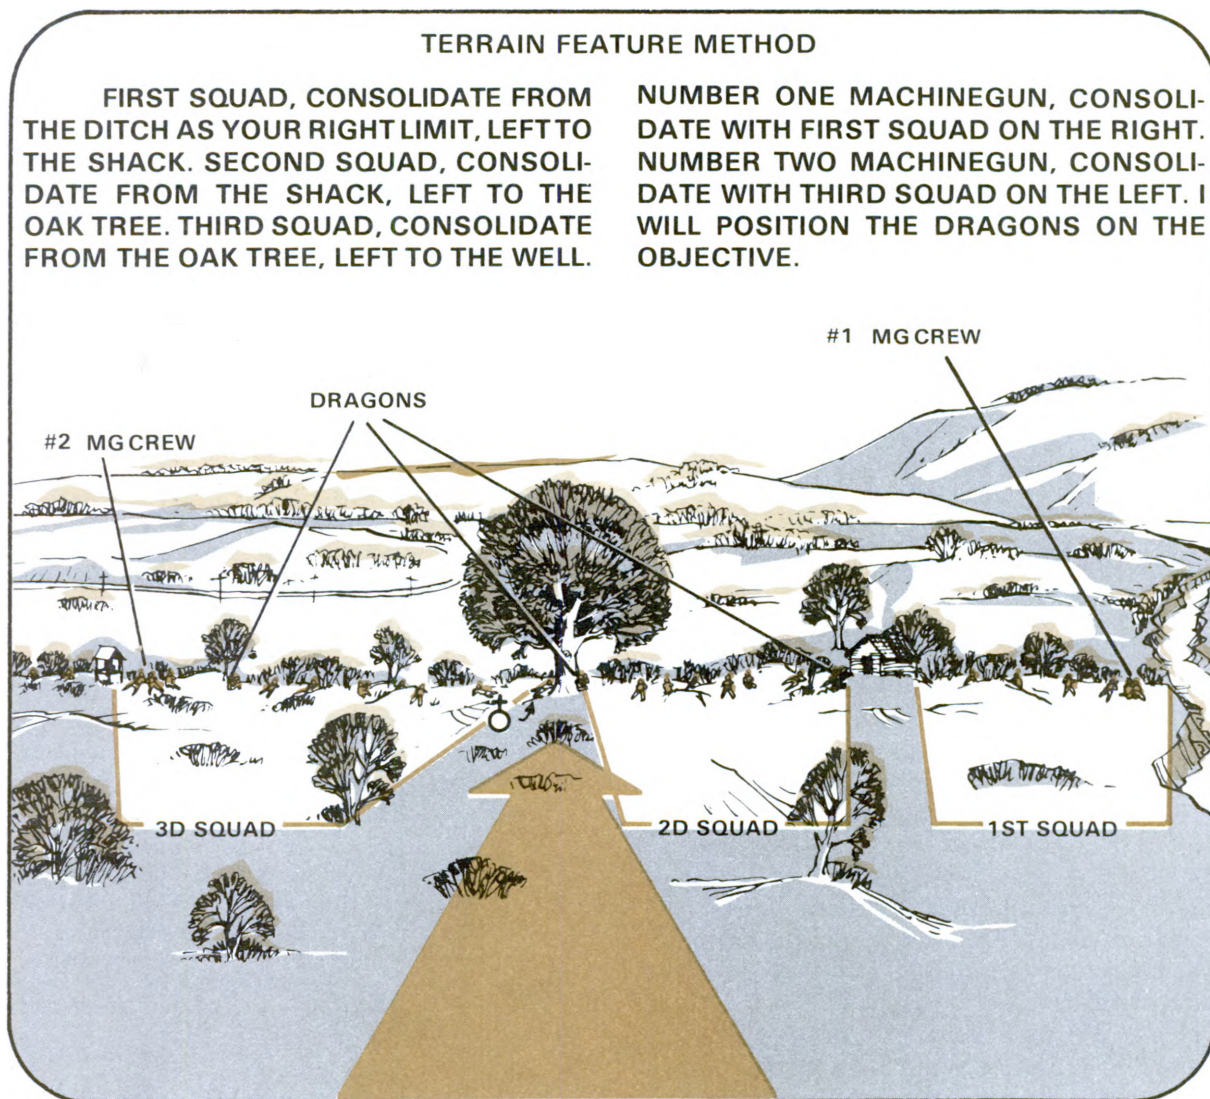 TERRAIN FEATURE METHOD
FIRST SQUAD, CONSOLIDATE FROM
THE DITCH AS YOUR RIGHT LIMIT, LEFT TO
THE SHACK. SECOND SQUAD, CONSOLI-
DATE FROM THE SHACK, LEFT TO THE
OAK TREE. THIRD SQUAD, CONSOLIDATE
FROM THE OAK TREE, LEFT TO THE WELL.
NUMBER ONE MACHINEGUN, CONSOLI-
DATE WITH FIRST SQUAD ON THE RIGHT.
NUMBER TWO MACHINEGUN, CONSOLI-
DATE WITH THIRD SQUAD ON THE LEFT. I
WILL POSITION THE DRAGONS ON THE
OBJECTIVE.
#1 MG CREW
DRAGONS
#2 MG CREW
3D SQUAD
2D SQUAD
1ST SQUAD